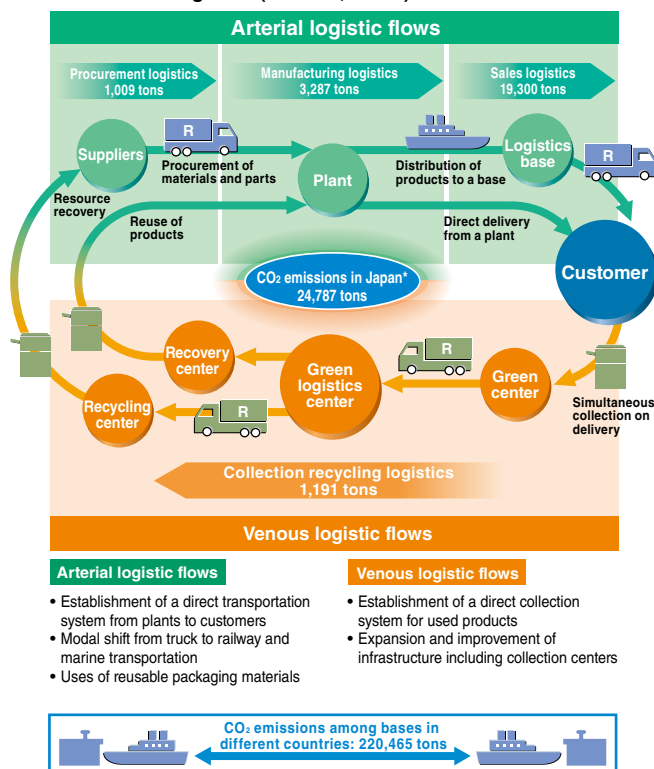 Arterial logistic flows
Procurement logistics
1,009 tons
Manufacturing logistics
3,287 tons
Sales logistics
19,300 tons
R
Suppliers
Procurement of
materials and parts
Plant
Distribution of
products to a base
Logistics
base
R
Resource
recovery
Reuse of
products
Direct delivery
from a plant
Customer
CO₂ emissions in Japan*
24,787 tons
Recovery
center
Recycling
center
R
Green
logistics
center
R
Green
center
Simultaneous
collection on
delivery
Collection recycling logistics
1,191 tons
Venous logistic flows
Arterial logistic flows
• Establishment of a direct transportation
system from plants to customers
• Modal shift from truck to railway and
marine transportation
• Uses of reusable packaging materials
Venous logistic flows
• Establishment of a direct collection
system for used products
• Expansion and improvement of
infrastructure including collection centers
CO₂ emissions among bases in
different countries: 220,465 tons